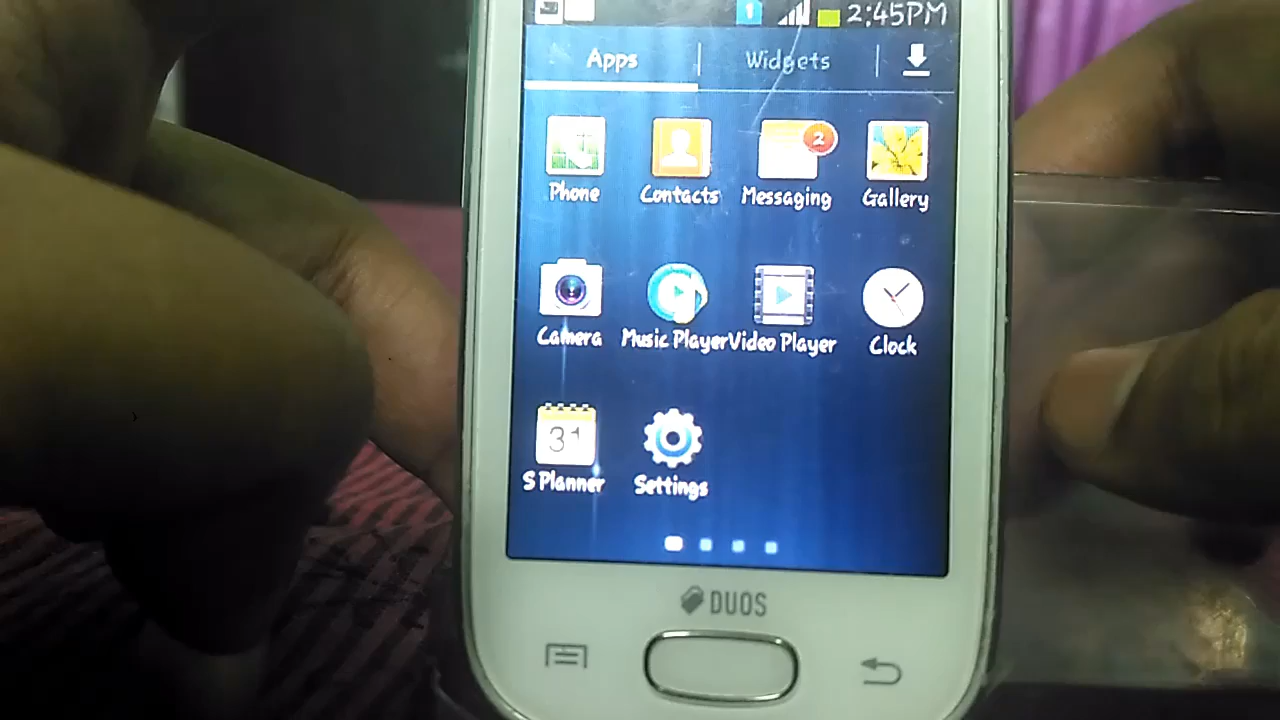 1 2:45PM
Apps Widgets
2
Phone Contacts Messaging Gallery
Camera Music Player Video Player Clock
31
S Planner Settings
DUOS